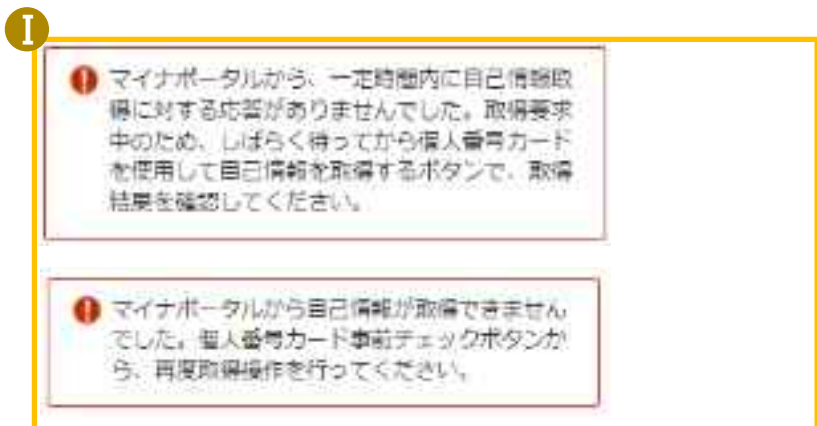 I
マイナポータルから、一定時間内に自己情報取
得に対する応答がありませんでした。取得要求
中のため、しばらく待ってから個人番号カード
を使用して自己情報を取得するボタンで、取得
結果を確認してください。
マイナポータルから自己情報が取得できません
でした。個人番号カード事前チェックボタンか
ら、再度取得操作を行ってください。